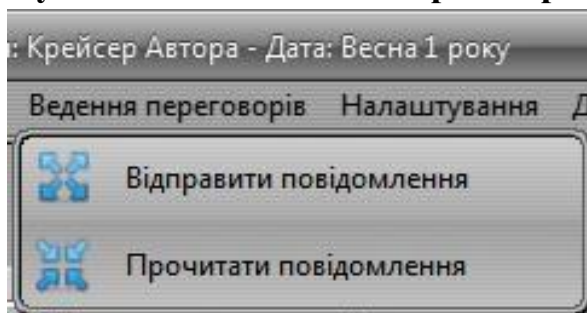 : Крейсер Автора - Дата: Весна 1 року
Ведення переговорів Налаштування
Відправити повідомлення
Прочитати повідомлення